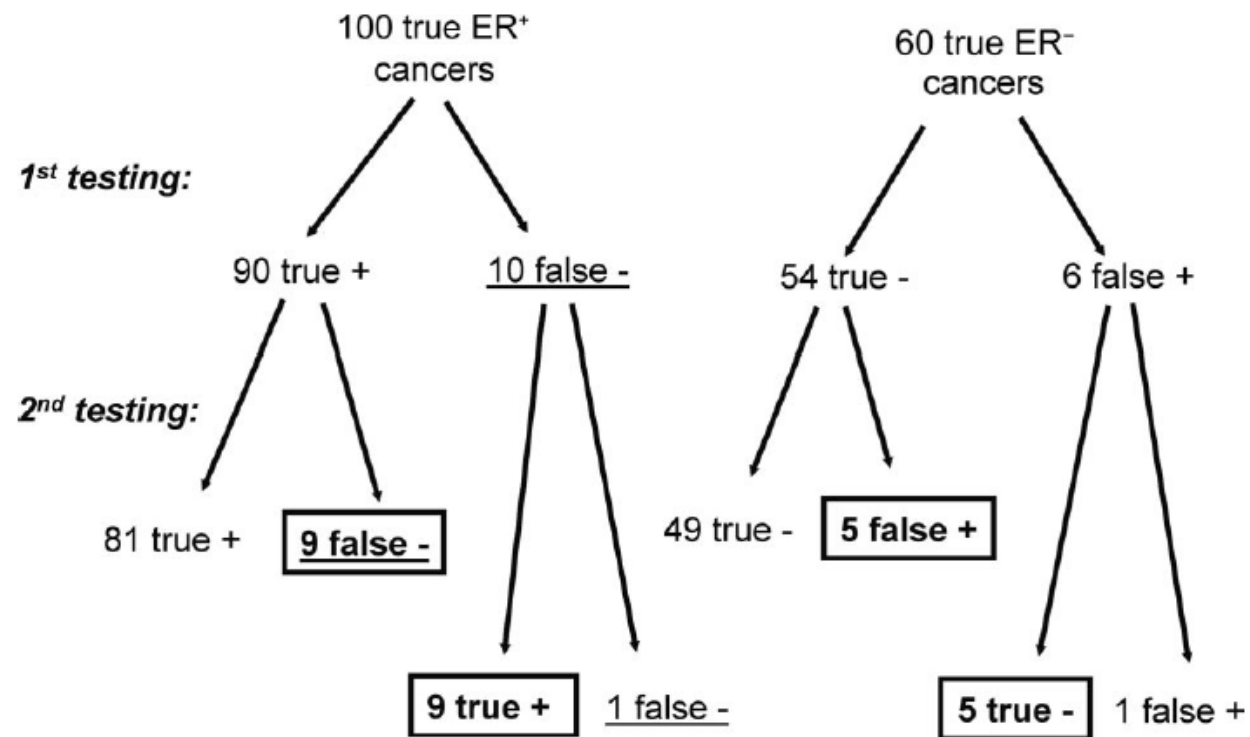 100 true ER⁺
cancers
60 true ER⁻
cancers
1st testing:
90 true +
10 false -
54 true -
6 false +
2nd testing:
81 true +
9 false -
49 true -
5 false +
9 true +
1 false -
5 true -
1 false +